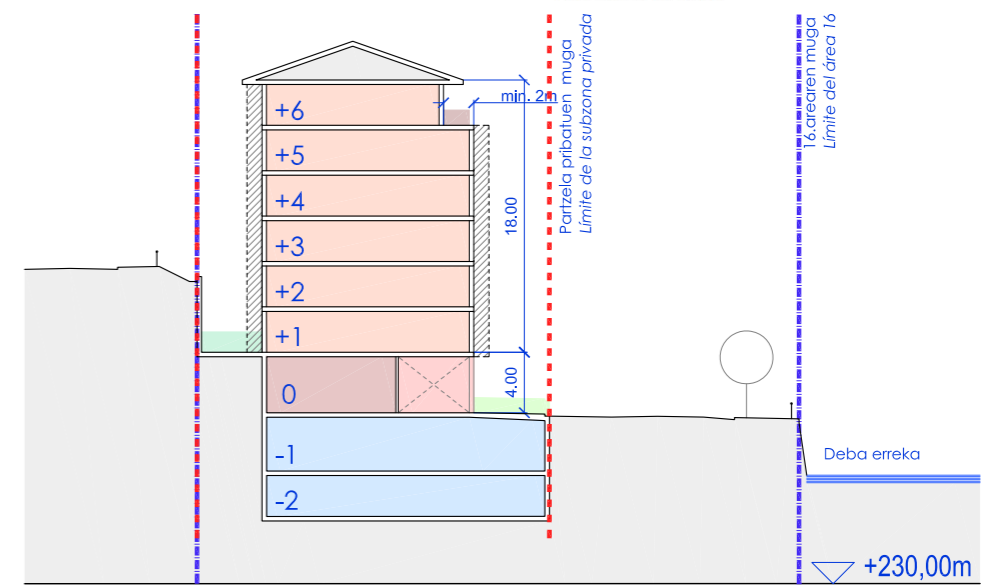 +6
+5
+4
+3
+2
+1
0
-1
-2
min. 2m
18.00
4.00
Partzela pribatuen muga
Límite de la subzona privada
16.arearen muga
Límite del área 16
Deba erreka
+230,00m